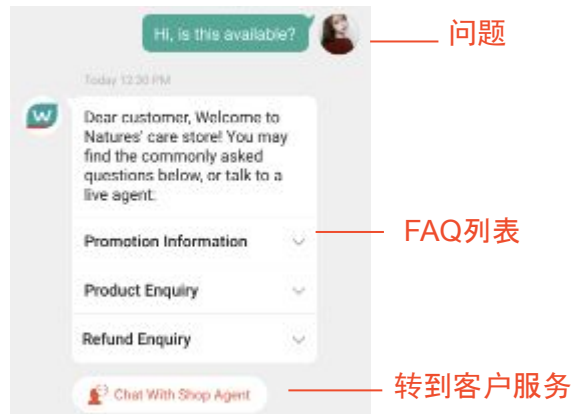 Hi, is this available?
问题
Today 12:30 PM
W
Dear customer, Welcome to
Natures' care store! You may
find the commonly asked
questions below, or talk to a
live agent:
Promotion Information
FAQ列表
Product Enquiry
Refund Enquiry
Chat With Shop Agent
转到客户服务